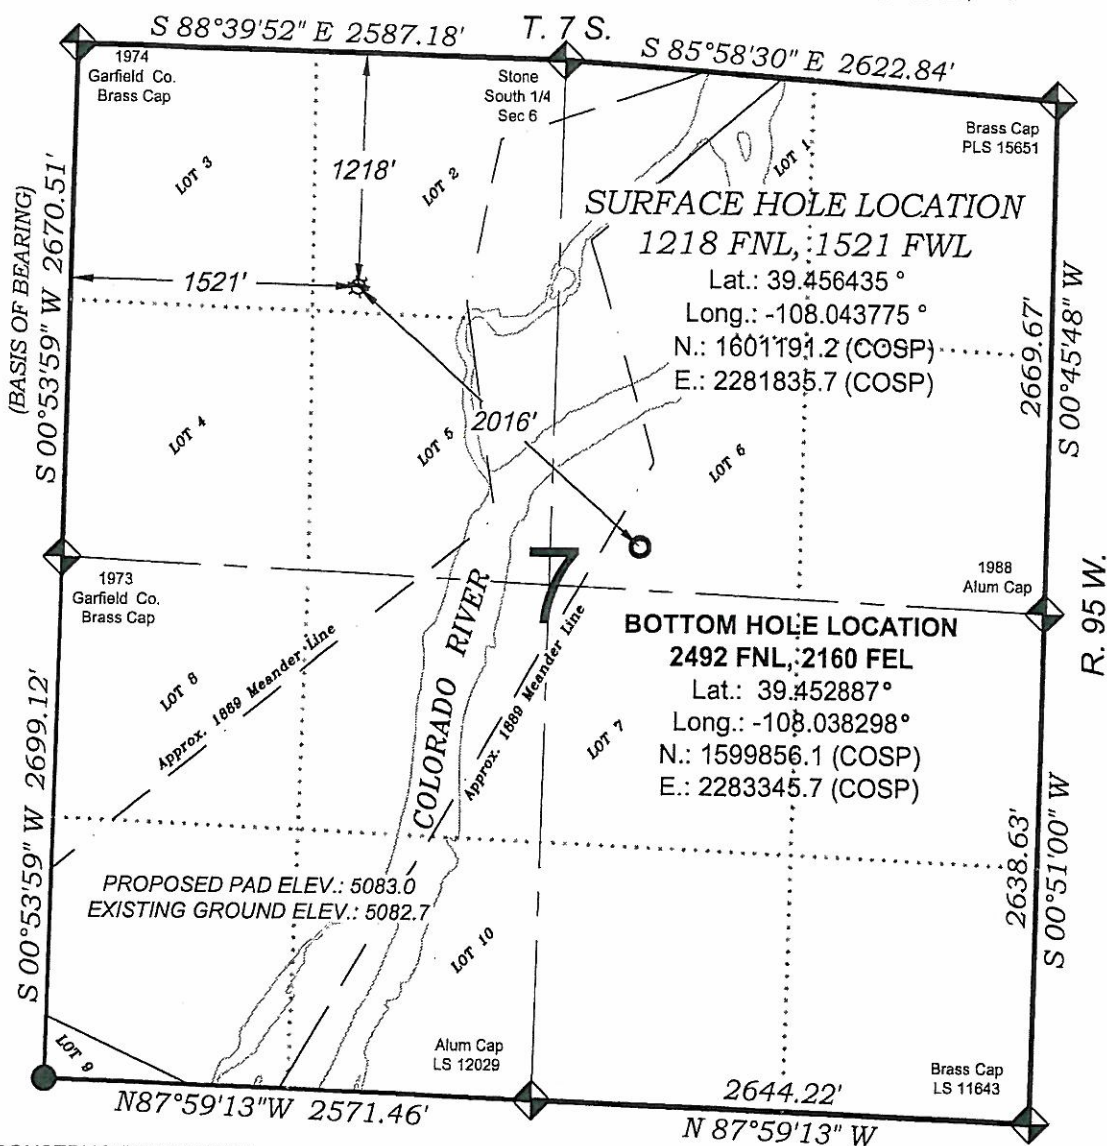 S 88°39'52" E 2587.18'
T. 7 S.
S 85°58'30" E 2622.84'
1974
Garfield Co.
Brass Cap
Stone
South 1/4
Sec 6
Brass Cap
PLS 15651
LOT 3
1218'
LOT 2
LOT 1
(BASIS OF BEARING)
S 00°53'59" W 2670.51'
1521'
SURFACE HOLE LOCATION
1218 FNL, 1521 FWL
Lat.: 39.456435 °
Long.: -108.043775 °
N.: 1601191.2 (COSP)
E.: 2281835.7 (COSP)
2669.67'
S 00°45'48" W
LOT 4
LOT 5
2016'
LOT 6
7
1973
Garfield Co.
Brass Cap
1988
Alum Cap
R. 95 W.
BOTTOM HOLE LOCATION
2492 FNL, 2160 FEL
Lat.: 39.452887°
Long.: -108.038298°
N.: 1599856.1 (COSP)
E.: 2283345.7 (COSP)
LOT 8
Approx. 1889 Meander Line
COLORADO RIVER
Approx. 1889 Meander Line
LOT 7
S 00°53'59" W 2699.12'
2638.63'
S 00°51'00" W
PROPOSED PAD ELEV.: 5083.0
EXISTING GROUND ELEV.: 5082.7
LOT 10
LOT 9
Alum Cap
LS 12029
Brass Cap
LS 11643
N87°59'13"W 2571.46'
2644.22'
N 87°59'13" W